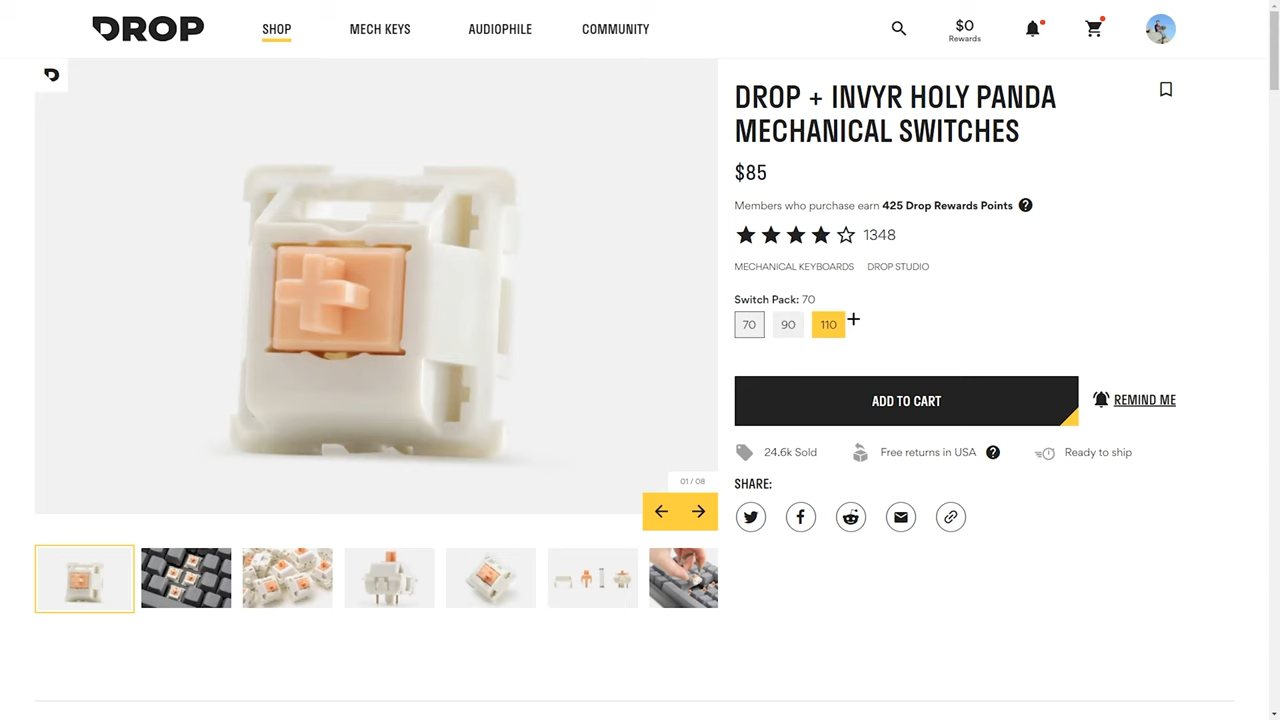 DROP
SHOP
MECH KEYS
AUDIOPHILE
COMMUNITY
$0
Rewards
DROP + INVYR HOLY PANDA
MECHANICAL SWITCHES
$85
Members who purchase earn 425 Drop Rewards Points ?
1348
MECHANICAL KEYBOARDS DROP STUDIO
Switch Pack: 70
70 90 110
ADD TO CART
REMIND ME
24.6k Sold
Free returns in USA ?
Ready to ship
01 / 08
SHARE: